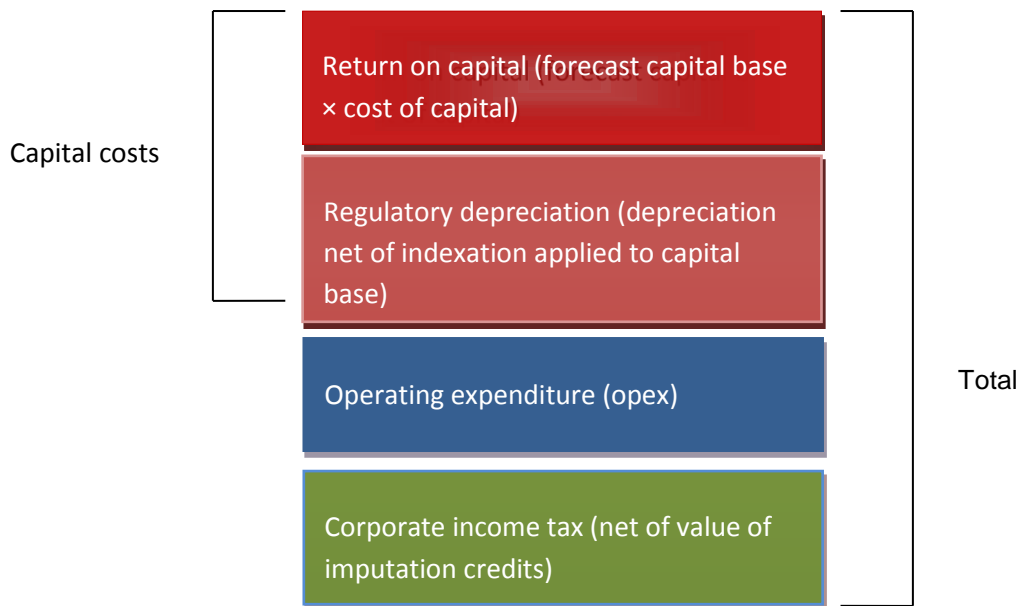 Return on capital (forecast capital base
× cost of capital)
Capital costs
Regulatory depreciation (depreciation
net of indexation applied to capital
base)
Operating expenditure (opex)
Total
Corporate income tax (net of value of
imputation credits)